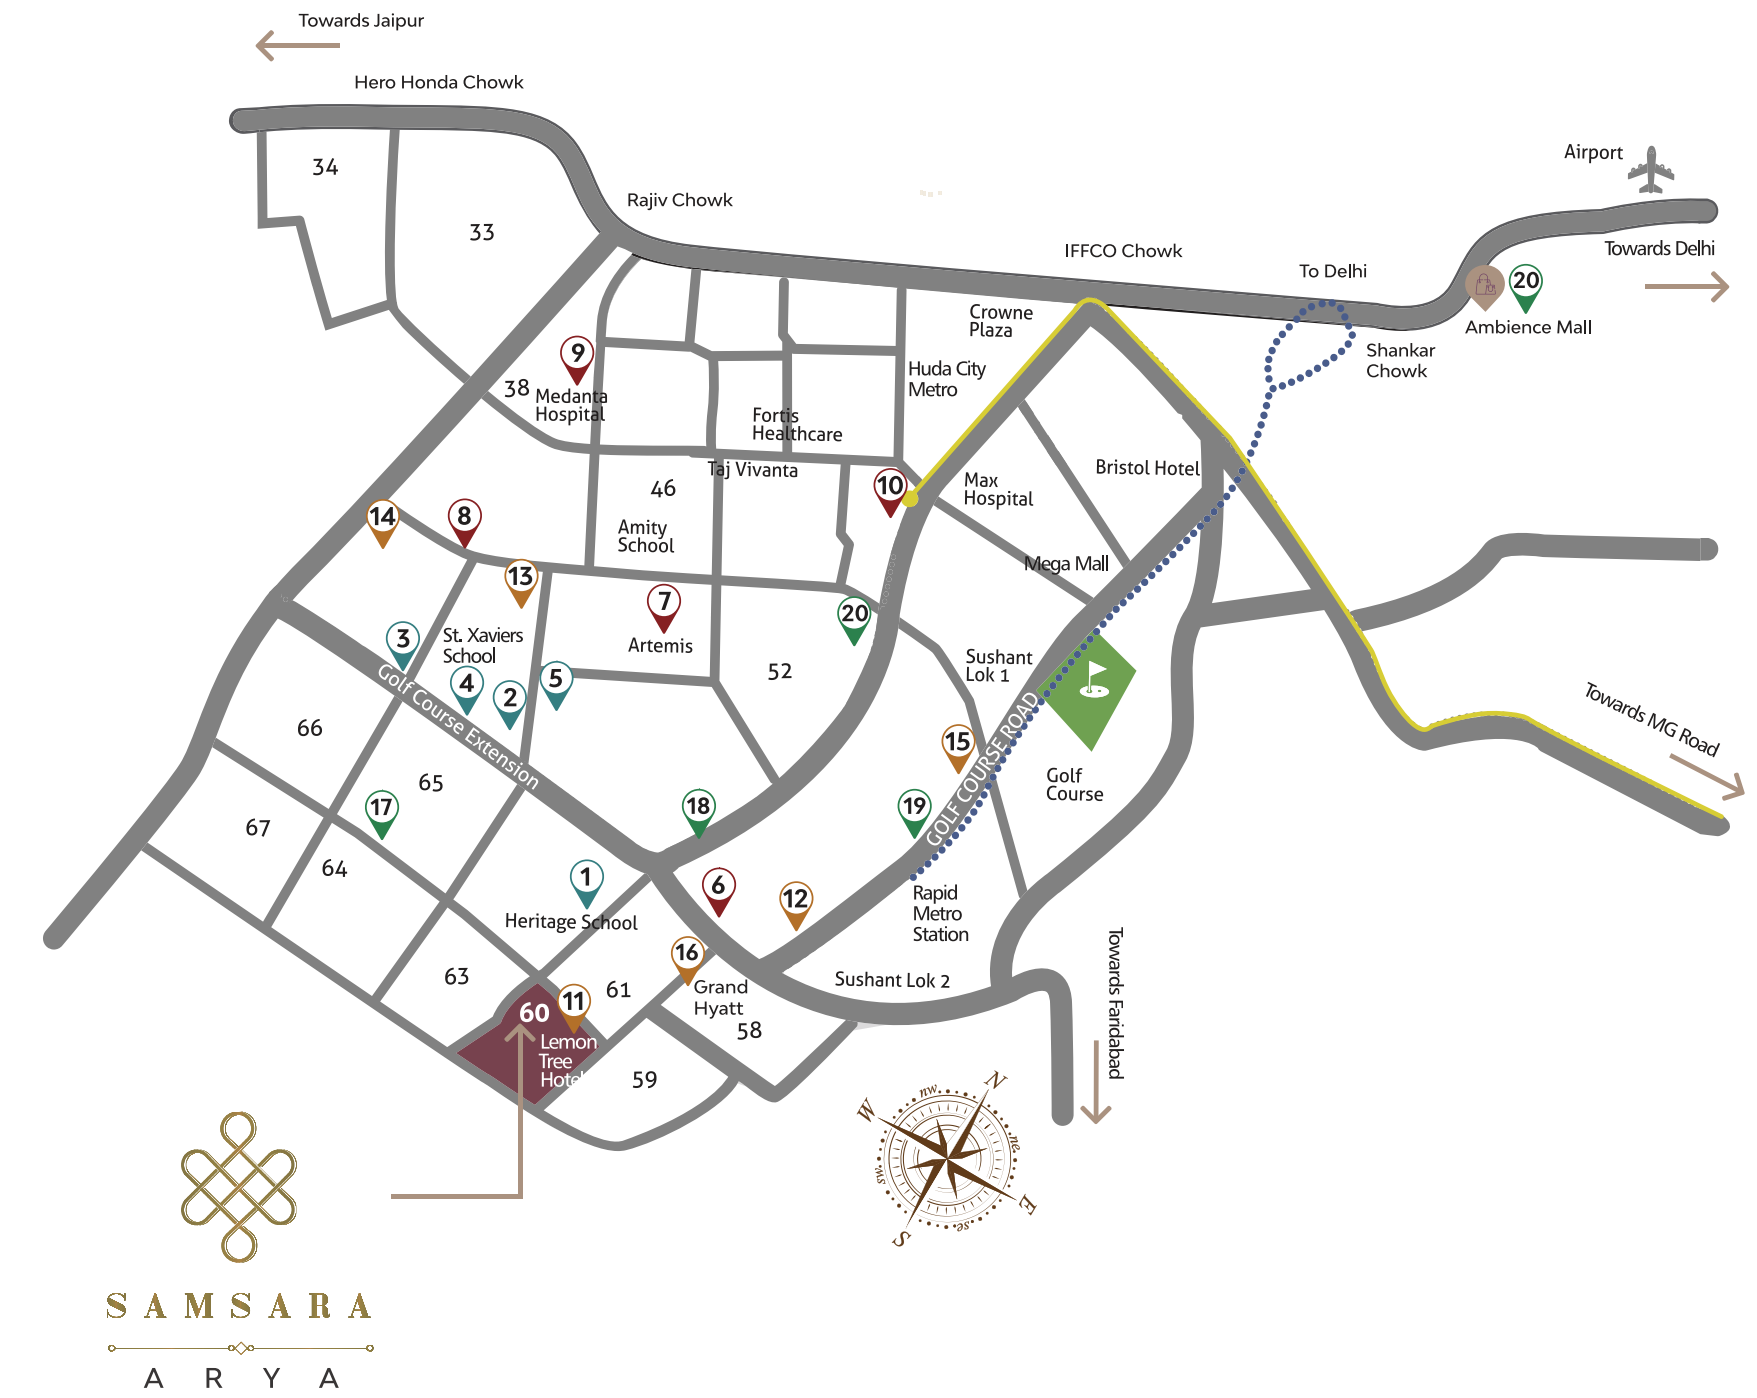 Towards Jaipur
Hero Honda Chowk
34
33
Rajiv Chowk
Airport
IFFCO Chowk
To Delhi
Towards Delhi
20
Ambience Mall
Crowne
Plaza
Shankar
Chowk
9
38
Medanta
Hospital
Huda City
Metro
Fortis
Healthcare
Taj Vivanta
46
10
Max
Hospital
Bristol Hotel
14
8
Amity
School
13
Mega Mall
7
Artemis
20
3
St. Xaviers
School
4
2
5
52
Sushant
Lok 1
Golf Course Extension
66
65
17
67
64
18
15
19
GOLF COURSE ROAD
Golf
Course
Towards MG Road
1
Heritage School
6
12
Rapid
Metro
Station
16
Grand
Hyatt
Sushant Lok 2
63
61
58
60
11
Lemon
Tree
Hotel
59
Towards Faridabad
N
nw
W
ne
sw
E
se
S
SAMSARA
ARYA